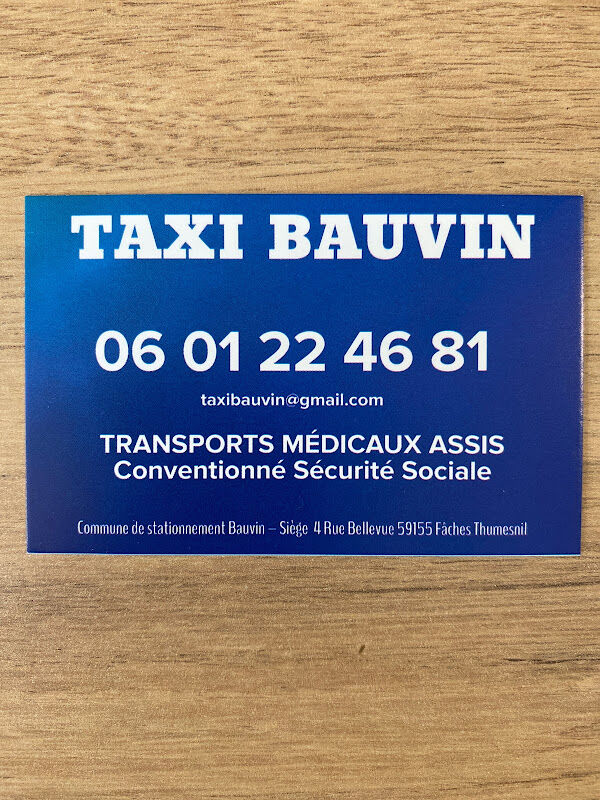 TAXI BAUVIN
06 01 22 46 81
taxibauvin@gmail.com
TRANSPORTS MÉDICAUX ASSIS
Conventionné Sécurité Sociale
Commune de stationnement Bauvin – Siège 4 Rue Bellevue 59155 Fâches Thumesnil